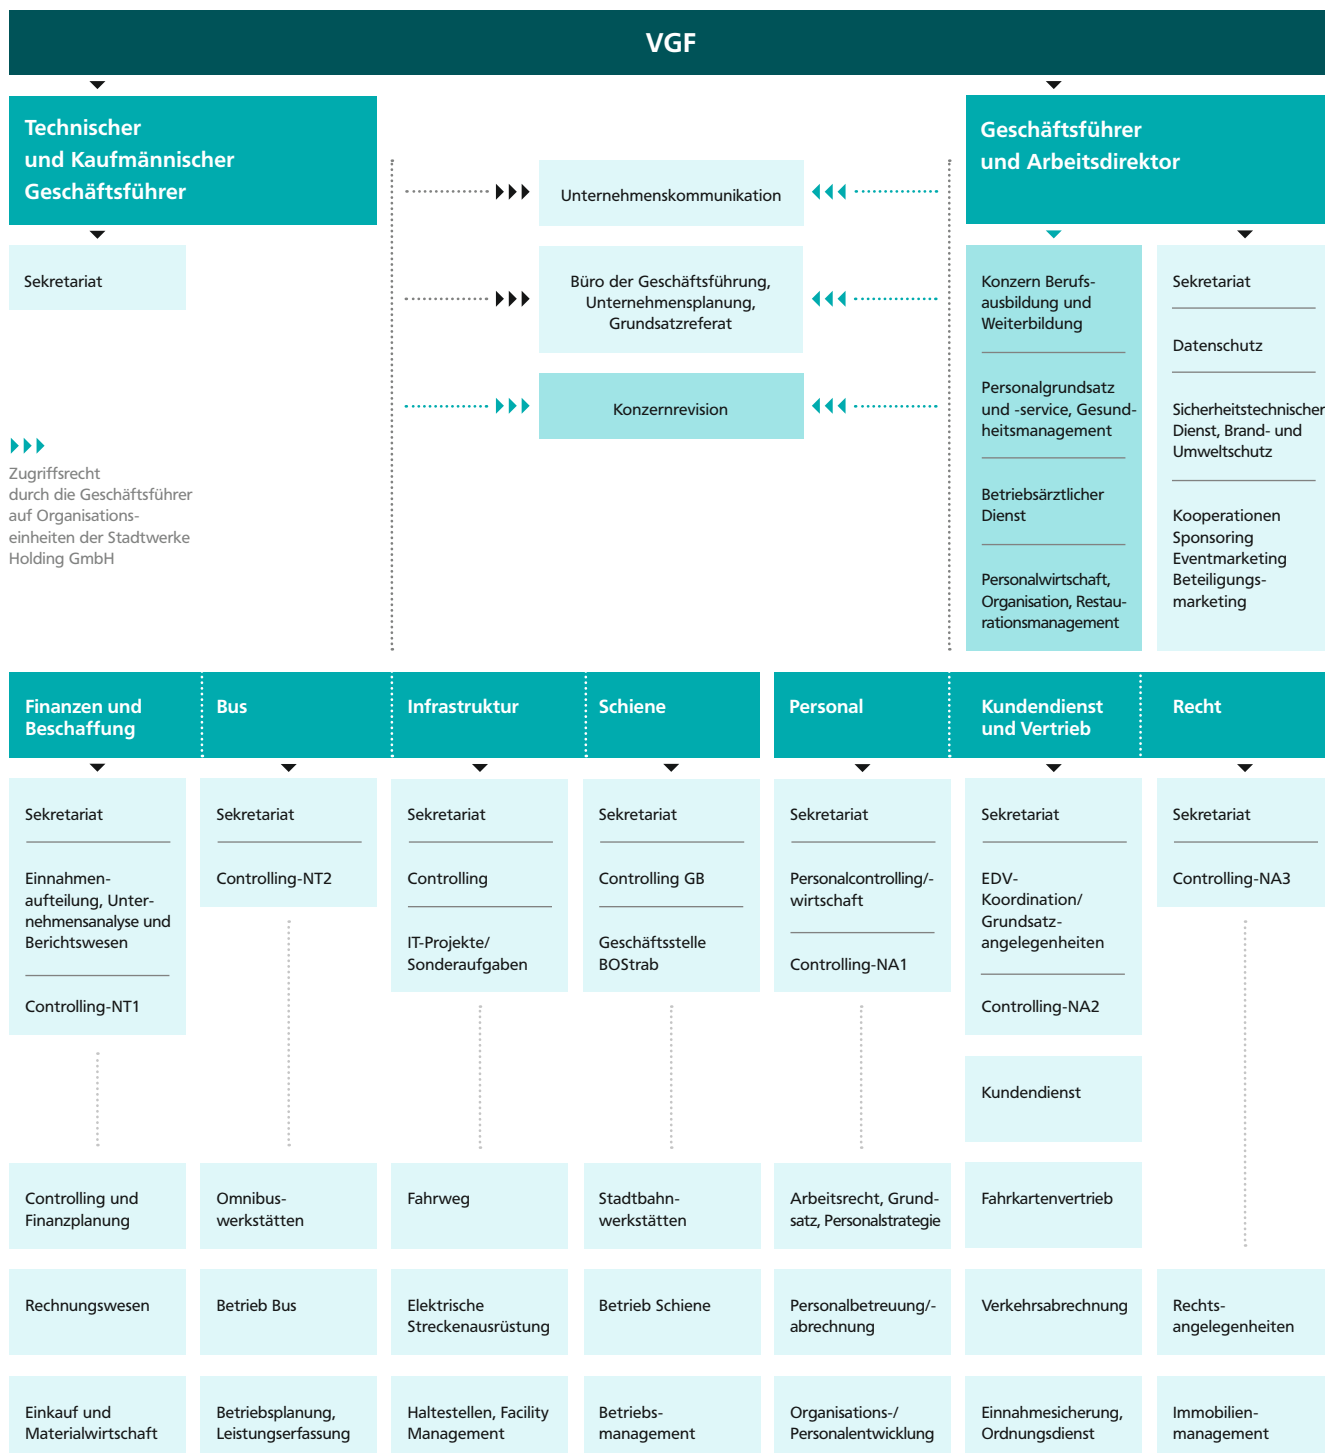 VGF
Technischer
und Kaufmännischer
Geschäftsführer
Sekretariat
Unternehmenskommunikation
Büro der Geschäftsführung,
Unternehmensplanung,
Grundsatzreferat
Konzernrevision
Geschäftsführer
und Arbeitsdirektor
Konzern Berufs-
ausbildung und
Weiterbildung
Personalgrundsatz
und -service, Gesund-
heitsmanagement
Betriebsärztlicher
Dienst
Personalwirtschaft,
Organisation, Restau-
rationsmanagement
Sekretariat
Datenschutz
Sicherheitstechnischer
Dienst, Brand- und
Umweltschutz
Kooperationen
Sponsoring
Eventmarketing
Beteiligungs-
marketing
Zugriffsrecht
durch die Geschäftsführer
auf Organisations-
einheiten der Stadtwerke
Holding GmbH
Finanzen und
Beschaffung
Sekretariat
Einnahmen-
aufteilung, Unter-
nehmensanalyse und
Berichtswesen
Controlling-NT1
Controlling und
Finanzplanung
Rechnungswesen
Einkauf und
Materialwirtschaft
Bus
Sekretariat
Controlling-NT2
Omnibus-
werkstätten
Betrieb Bus
Betriebsplanung,
Leistungserfassung
Infrastruktur
Sekretariat
Controlling
IT-Projekte/
Sonderaufgaben
Fahrweg
Elektrische
Streckenausrüstung
Haltestellen, Facility
Management
Schiene
Sekretariat
Controlling GB
Geschäftsstelle
BOStrab
Stadtbahn-
werkstätten
Betrieb Schiene
Betriebs-
management
Personal
Sekretariat
Personalcontrolling/-
wirtschaft
Controlling-NA1
Arbeitsrecht, Grund-
satz, Personalstrategie
Personalbetreuung/-
abrechnung
Organisations-/
Personalentwicklung
Kundendienst
und Vertrieb
Sekretariat
EDV-
Koordination/
Grundsatz-
angelegenheiten
Controlling-NA2
Kundendienst
Fahrkartenvertrieb
Verkehrsabrechnung
Einnahmesicherung,
Ordnungsdienst
Recht
Sekretariat
Controlling-NA3
Rechts-
angelegenheiten
Immobilien-
management